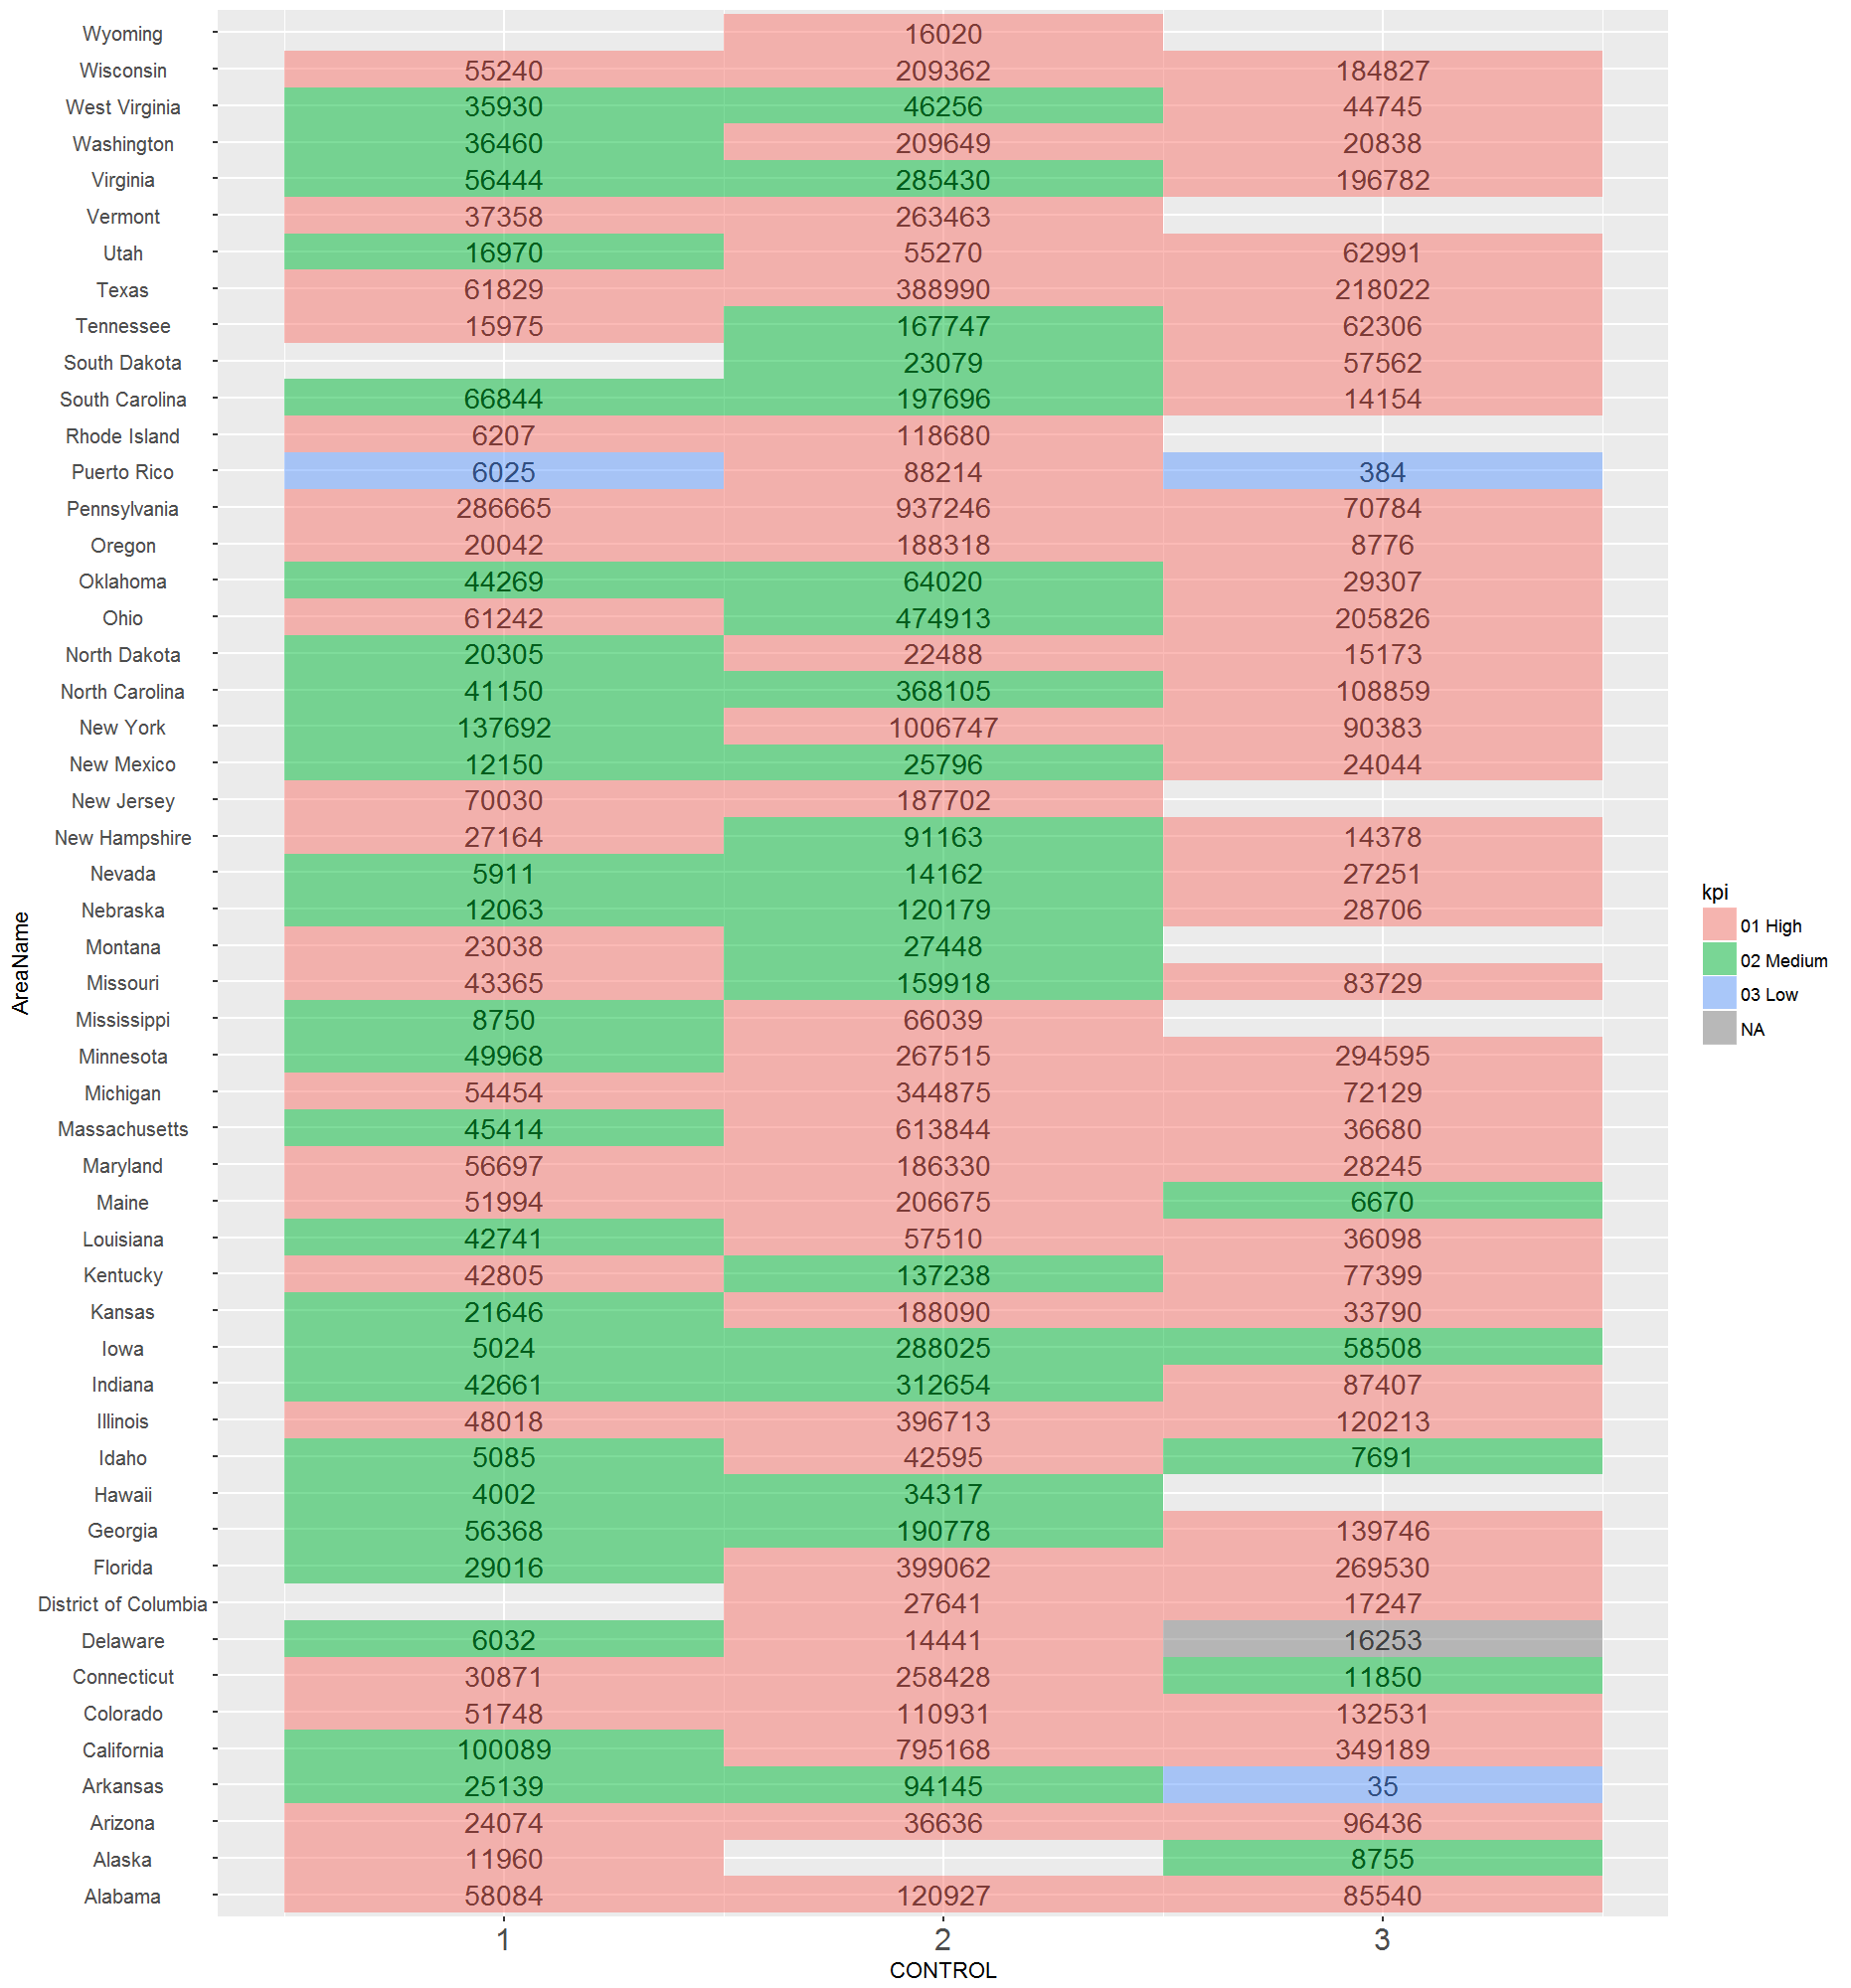 Wyoming 16020
Wisconsin 55240 209362 184827
West Virginia 35930 46256 44745
Washington 36460 209649 20838
Virginia 56444 285430 196782
Vermont 37358 263463
Utah 16970 55270 62991
Texas 61829 388990 218022
Tennessee 15975 167747 62306
South Dakota 23079 57562
South Carolina 66844 197696 14154
Rhode Island 6207 118680
Puerto Rico 6025 88214 384
Pennsylvania 286665 937246 70784
Oregon 20042 188318 8776
Oklahoma 44269 64020 29307
Ohio 61242 474913 205826
North Dakota 20305 22488 15173
North Carolina 41150 368105 108859
New York 137692 1006747 90383
New Mexico 12150 25796 24044
New Jersey 70030 187702
New Hampshire 27164 91163 14378
Nevada 5911 14162 27251
Nebraska 12063 120179 28706
Montana 23038 27448
Missouri 43365 159918 83729
Mississippi 8750 66039
Minnesota 49968 267515 294595
Michigan 54454 344875 72129
Massachusetts 45414 613844 36680
Maryland 56697 186330 28245
Maine 51994 206675 6670
Louisiana 42741 57510 36098
Kentucky 42805 137238 77399
Kansas 21646 188090 33790
Iowa 5024 288025 58508
Indiana 42661 312654 87407
Illinois 48018 396713 120213
Idaho 5085 42595 7691
Hawaii 4002 34317
Georgia 56368 190778 139746
Florida 29016 399062 269530
District of Columbia 27641 17247
Delaware 6032 14441 16253
Connecticut 30871 258428 11850
Colorado 51748 110931 132531
California 100089 795168 349189
Arkansas 25139 94145 35
Arizona 24074 36636 96436
Alaska 11960 8755
Alabama 58084 120927 85540
1 2 3
CONTROL
AreaName
kpi
01 High
02 Medium
03 Low
NA